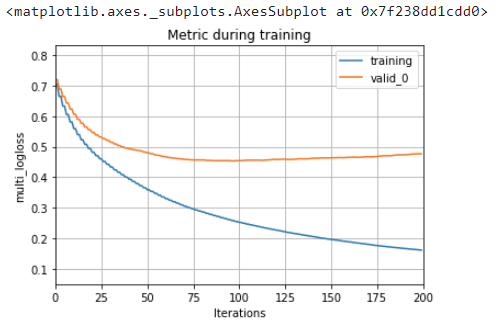 <matplotlib.axes._subplots.AxesSubplot at 0x7f238dd1cdd0>
Metric during training
training
valid_0
multi_logloss
0.8
0.7
0.6
0.5
0.4
0.3
0.2
0.1
0 25 50 75 100 125 150 175 200
Iterations